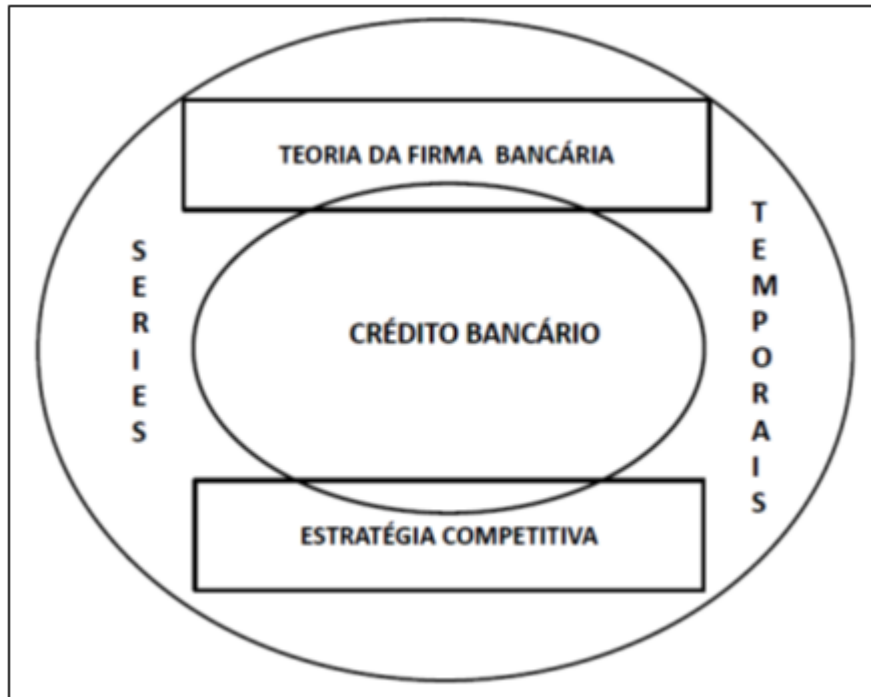 TEORIA DA FIRMA BANCÁRIA
SERIES
TEMPORAIS
CRÉDITO BANCÁRIO
ESTRATÉGIA COMPETITIVA